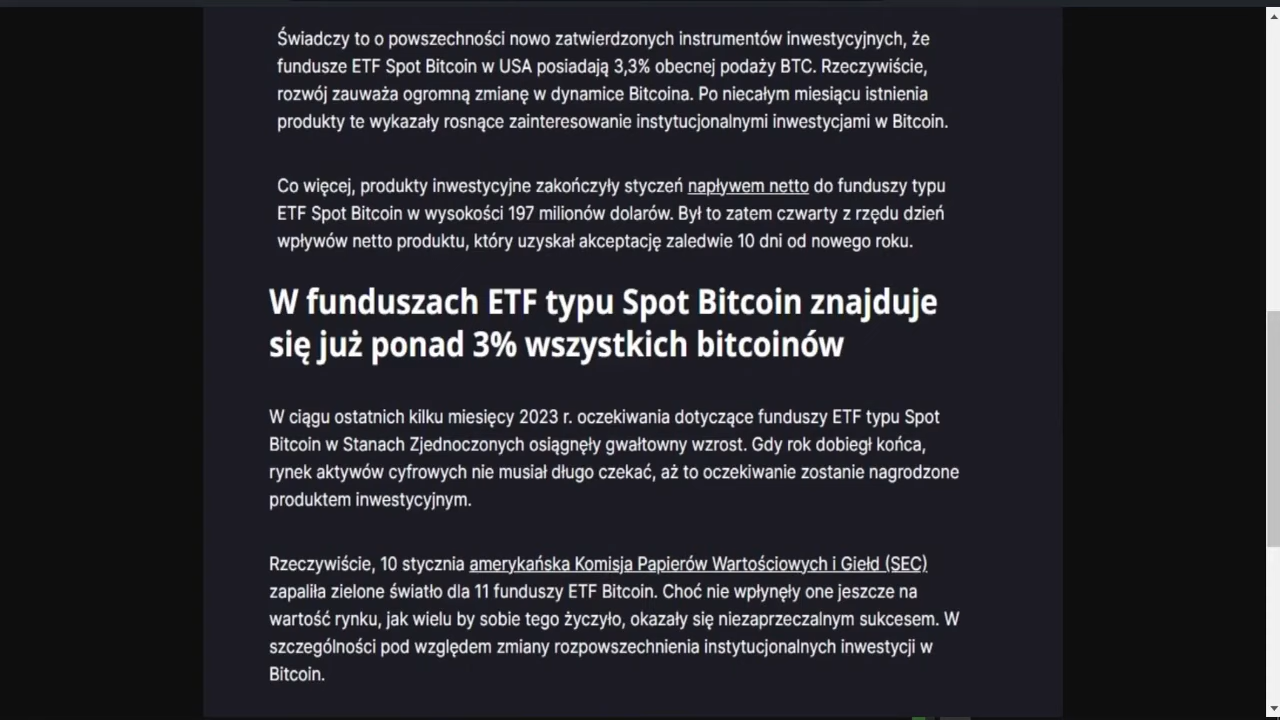 Świadczy to o powszechności nowo zatwierdzonych instrumentów inwestycyjnych, że
fundusze ETF Spot Bitcoin w USA posiadają 3,3% obecnej podaży BTC. Rzeczywiście,
rozwój zauważa ogromną zmianę w dynamice Bitcoina. Po niecałym miesiącu istnienia
produkty te wykazały rosnące zainteresowanie instytucjonalnymi inwestycjami w Bitcoin.
Co więcej, produkty inwestycyjne zakończyły styczeń napływem netto do funduszy typu
ETF Spot Bitcoin w wysokości 197 milionów dolarów. Był to zatem czwarty z rzędu dzień
wpływów netto produktu, który uzyskał akceptację zaledwie 10 dni od nowego roku.
W funduszach ETF typu Spot Bitcoin znajduje
się już ponad 3% wszystkich bitcoinów
W ciągu ostatnich kilku miesięcy 2023 r. oczekiwania dotyczące funduszy ETF typu Spot
Bitcoin w Stanach Zjednoczonych osiągnęły gwałtowny wzrost. Gdy rok dobiegł końca,
rynek aktywów cyfrowych nie musiał długo czekać, aż to oczekiwanie zostanie nagrodzone
produktem inwestycyjnym.
Rzeczywiście, 10 stycznia amerykańska Komisja Papierów Wartościowych i Giełd (SEC)
zapaliła zielone światło dla 11 funduszy ETF Bitcoin. Choć nie wpłynęły one jeszcze na
wartość rynku, jak wielu by sobie tego życzyło, okazały się niezaprzeczalnym sukcesem. W
szczególności pod względem zmiany rozpowszechnienia instytucjonalnych inwestycji w
Bitcoin.